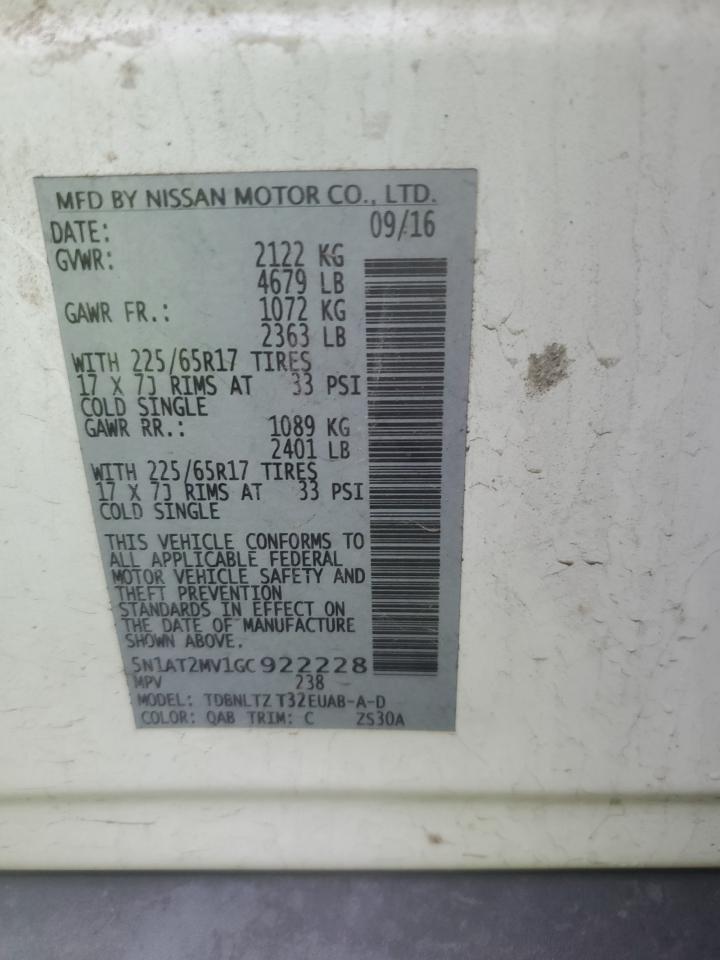 MFD BY NISSAN MOTOR CO., LTD.
DATE: 09/16
GVWR: 2122 KG
4679 LB
GAWR FR.: 1072 KG
2363 LB
WITH 225/65R17 TIRES
17 X 7J RIMS AT 33 PSI
COLD SINGLE
GAWR RR.: 1089 KG
2401 LB
WITH 225/65R17 TIRES
17 X 7J RIMS AT 33 PSI
COLD SINGLE
THIS VEHICLE CONFORMS TO
ALL APPLICABLE FEDERAL
MOTOR VEHICLE SAFETY AND
THEFT PREVENTION
STANDARDS IN EFFECT ON
THE DATE OF MANUFACTURE
SHOWN ABOVE.
5N1AT2MV1GC922228
MPV 238
MODEL: TDBNLTZ T32EUAB-A-D
COLOR: QAB TRIM: C ZS30A